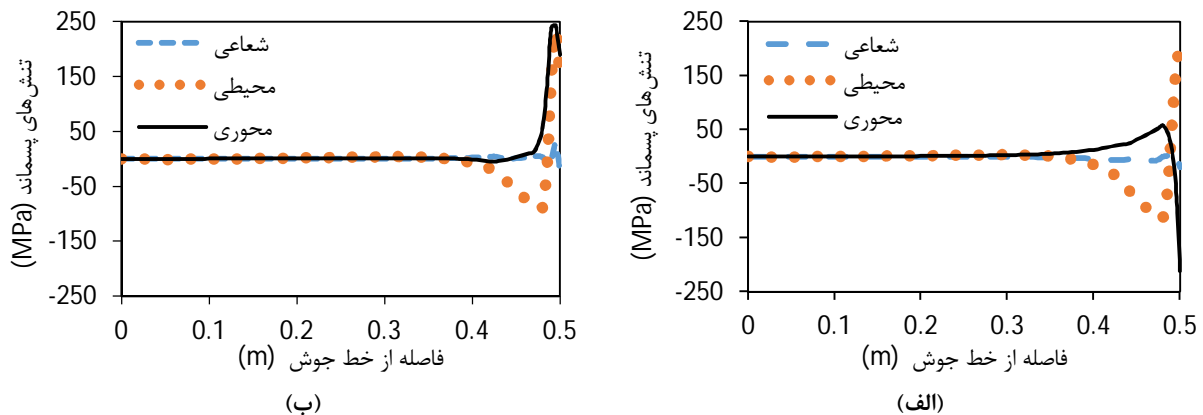 250
150
50
-50
-150
-250
تنش‌های پسماند (MPa)
شعاعی
محیطی
محوری
0 0.1 0.2 0.3 0.4 0.5
فاصله از خط جوش (m)
(الف)
250
150
50
-50
-150
-250
تنش‌های پسماند (MPa)
شعاعی
محیطی
محوری
0 0.1 0.2 0.3 0.4 0.5
فاصله از خط جوش (m)
(ب)